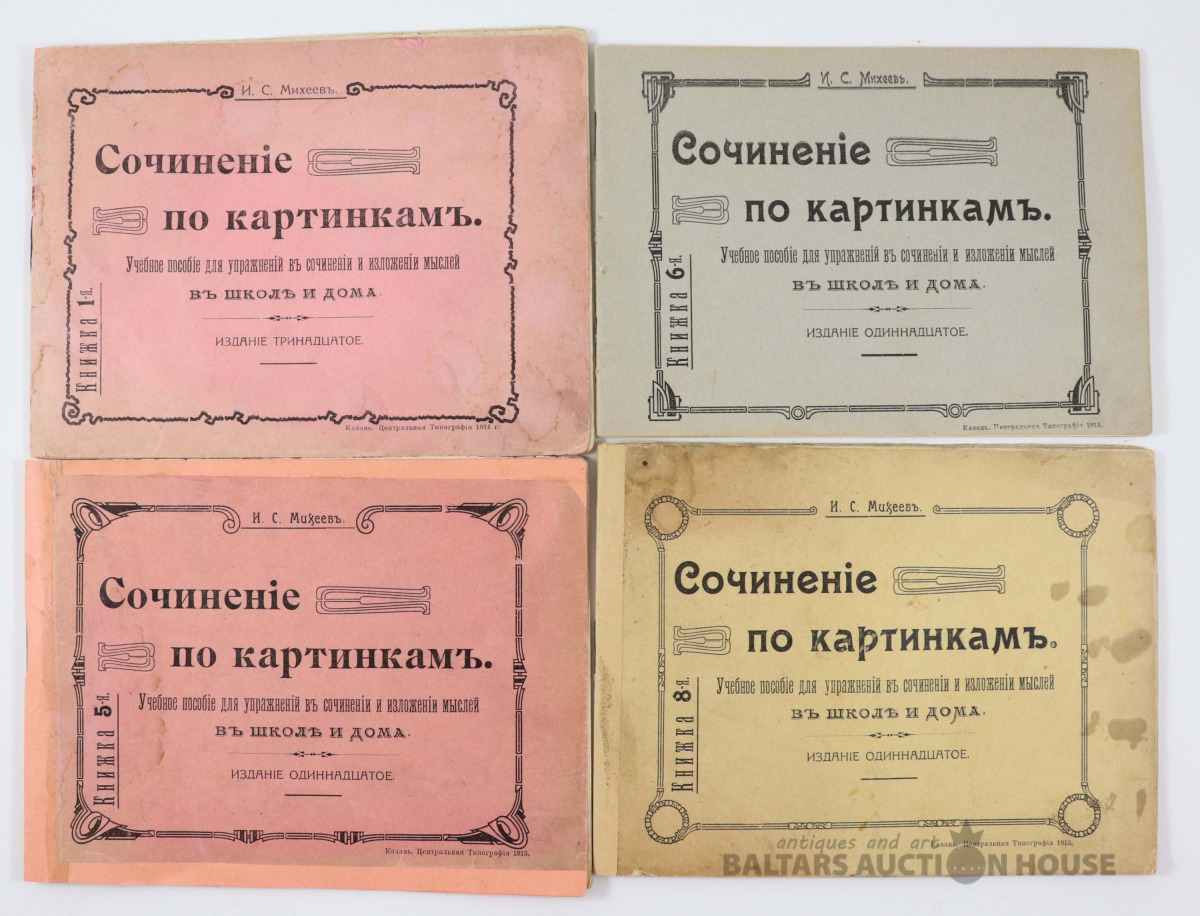 И. С. Михеевъ.
Сочиненіе
по картинкамъ.
Учебное пособіе для упражненій въ сочиненіи и изложеніи мыслей
въ школѣ и дома.
ИЗДАНІЕ ТРИНАДЦАТОЕ.
Книжка 1-я.
Казань. Центральная Типографія 1914 г.
И. С. Михеевъ.
Сочиненіе
по картинкамъ.
Учебное пособіе для упражненій въ сочиненіи и изложеніи мыслей
въ школѣ и дома.
ИЗДАНІЕ ОДИННАДЦАТОЕ.
Книжка 6-я.
Казань. Центральная Типографія 1913.
И. С. Михеевъ.
Сочиненіе
по картинкамъ.
Учебное пособіе для упражненій въ сочиненіи и изложеніи мыслей
въ школѣ и дома.
ИЗДАНІЕ ОДИННАДЦАТОЕ.
Книжка 5-я.
Казань. Центральная Типографія 1913.
И. С. Михеевъ.
Сочиненіе
по картинкамъ.
Учебное пособіе для упражненій въ сочиненіи и изложеніи мыслей
въ школѣ и дома.
ИЗДАНІЕ ОДИННАДЦАТОЕ.
Книжка 8-я.
Казань. Центральная Типографія
antiques and art
BALTARS AUCTION HOUSE